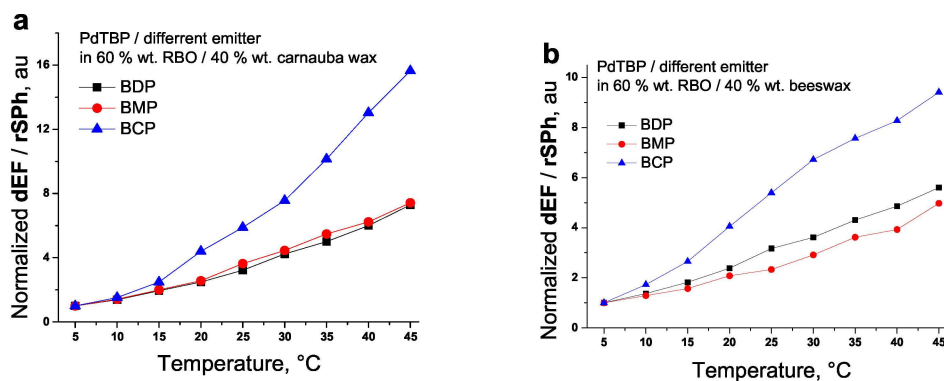 a
PdTBP / differrent emitter
in 60 % wt. RBO / 40 % wt. carnauba wax
BDP
BMP
BCP
Normalized dEF / rSPh, au
16
12
8
4
0
5 10 15 20 25 30 35 40 45
Temperature, °C
b
PdTBP / different emitter
in 60 % wt. RBO / 40 % wt. beeswax
BDP
BMP
BCP
Normalized dEF / rSPh, au
10
8
6
4
2
0
5 10 15 20 25 30 35 40 45
Temperature, °C